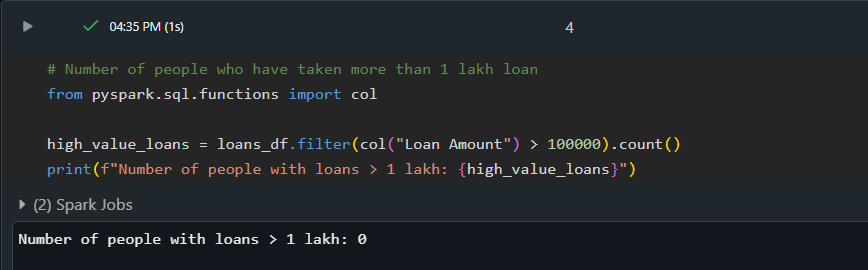 04:35 PM (1s)
4
# Number of people who have taken more than 1 lakh loan
from pyspark.sql.functions import col
high_value_loans = loans_df.filter(col("Loan Amount") > 100000).count()
print(f"Number of people with loans > 1 lakh: {high_value_loans}")
(2) Spark Jobs
Number of people with loans > 1 lakh: 0